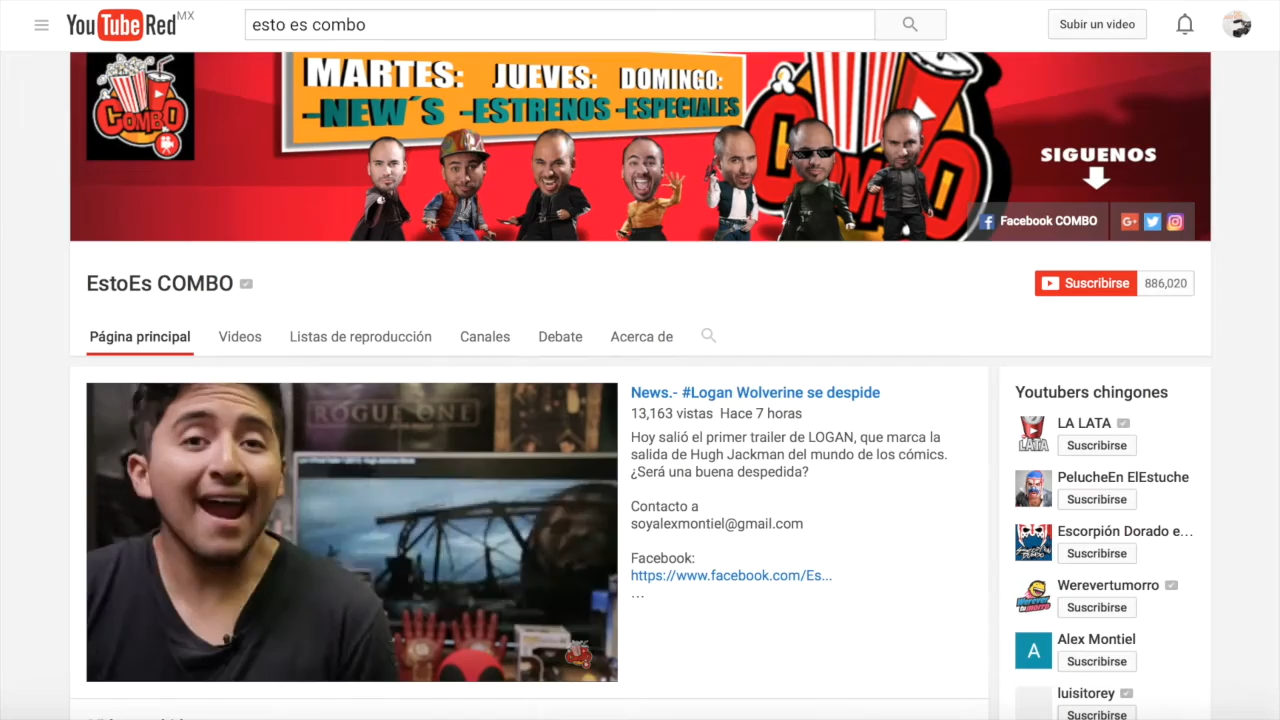 YouTube Red MX
esto es combo
Subir un video
COMBO
MARTES: JUEVES: DOMINGO:
-NEW´S -ESTRENOS -ESPECIALES
COMBO
SIGUENOS
Facebook COMBO
EstoEs COMBO
Suscribirse 886,020
Página principal Videos Listas de reproducción Canales Debate Acerca de
ROGUE ONE
News.- #Logan Wolverine se despide
13,163 vistas Hace 7 horas
Hoy salió el primer trailer de LOGAN, que marca la
salida de Hugh Jackman del mundo de los cómics.
¿Será una buena despedida?
Contacto a
soyalexmontiel@gmail.com
Facebook:
https://www.facebook.com/Es...
...
Youtubers chingones
LATA
LA LATA
Suscribirse
PelucheEn ElEstuche
Suscribirse
Escorpión Dorado e...
Suscribirse
Werevertumorro
Suscribirse
A
Alex Montiel
Suscribirse
luisitorey
Suscribirse